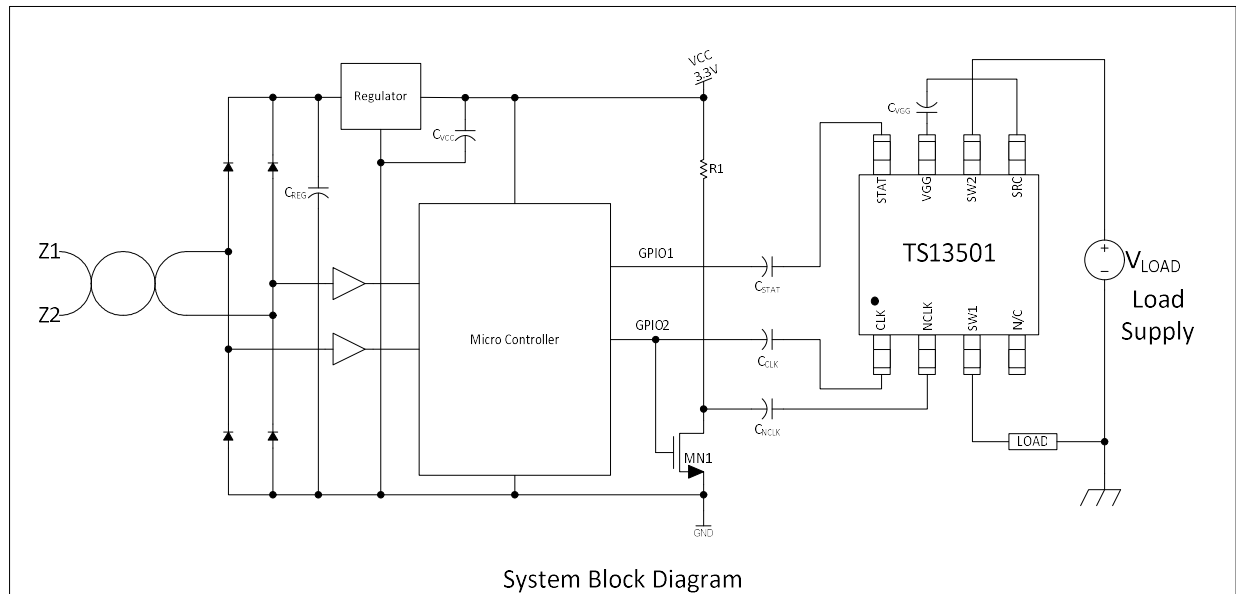 VCC
3.3V
Regulator
CVCC
CREG
R1
CVGG
STAT
VGG
SW2
SRC
TS13501
CLK
NCLK
SW1
N/C
Z1
Z2
GPIO1
CSTAT
GPIO2
CCLK
CNCLK
Micro Controller
MN1
GND
VLOAD
Load
Supply
LOAD
System Block Diagram